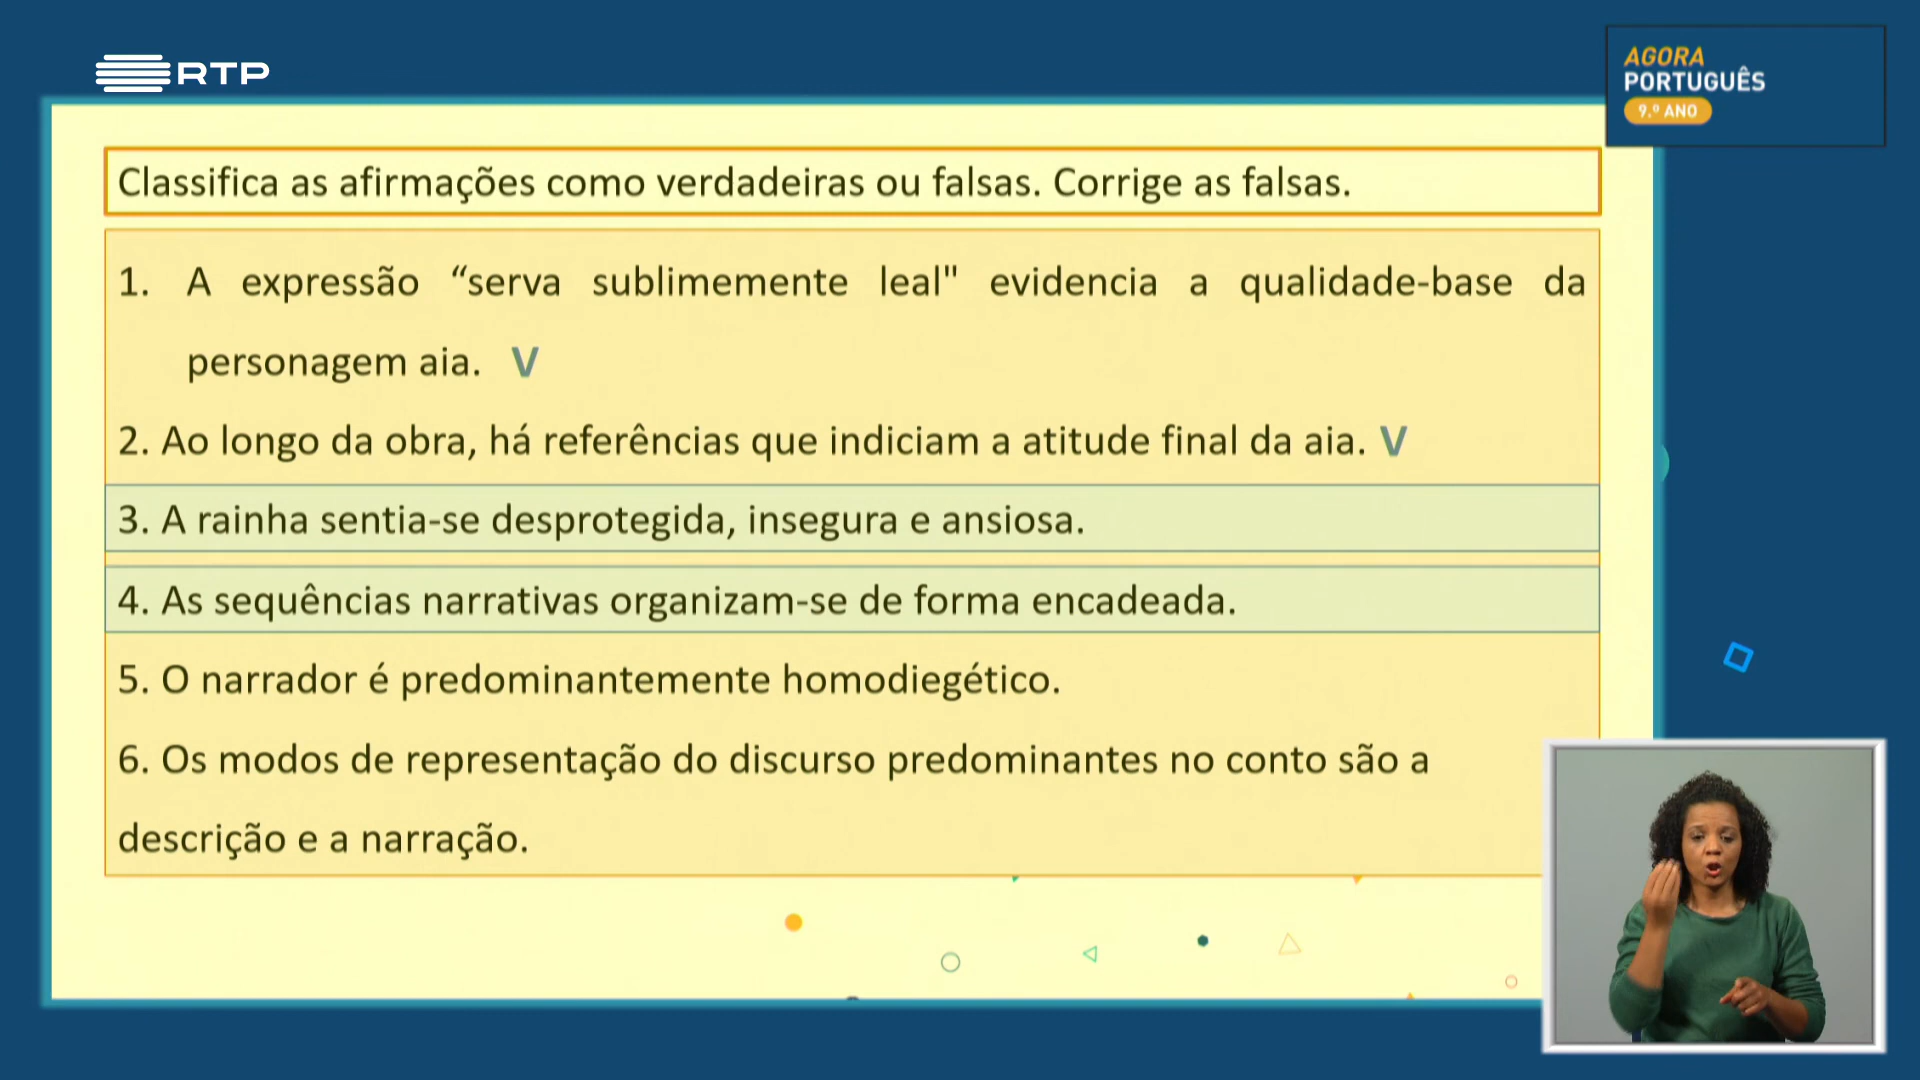 RTP
AGORA
PORTUGUÊS
9.º ANO
Classifica as afirmações como verdadeiras ou falsas. Corrige as falsas.
1. A expressão “serva sublimemente leal" evidencia a qualidade-base da
personagem aia. V
2. Ao longo da obra, há referências que indiciam a atitude final da aia. V
3. A rainha sentia-se desprotegida, insegura e ansiosa.
4. As sequências narrativas organizam-se de forma encadeada.
5. O narrador é predominantemente homodiegético.
6. Os modos de representação do discurso predominantes no conto são a
descrição e a narração.